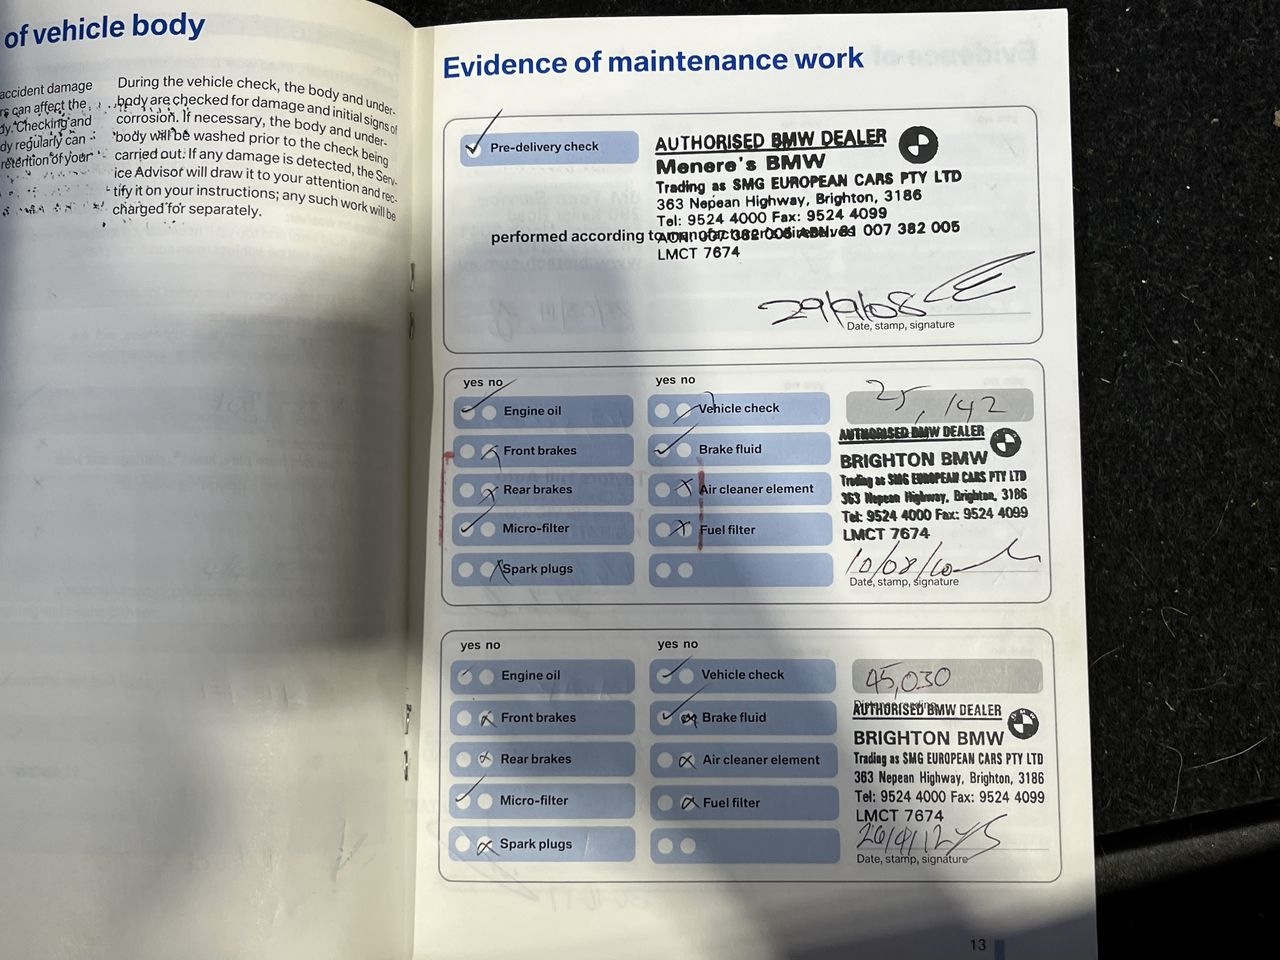 of vehicle body
accident damage
rs can affect the
dy. Checking and
dy regularly can
retention of your
During the vehicle check, the body and under-
body are checked for damage and initial signs of
corrosion. If necessary, the body and under-
body will be washed prior to the check being
carried out. If any damage is detected, the Serv-
ice Advisor will draw it to your attention and rec-
tify it on your instructions; any such work will be
charged for separately.
Evidence of maintenance work
Pre-delivery check
AUTHORISED BMW DEALER
Menere's BMW
Trading as SMG EUROPEAN CARS PTY LTD
363 Nepean Highway, Brighton, 3186
Tel: 9524 4000 Fax: 9524 4099
performed according to manufacturer's directives
ACN: 007 382 005 ABN: 81 007 382 005
LMCT 7674
29/9/08
Date, stamp, signature
yes no
Engine oil
Front brakes
Rear brakes
Micro-filter
Spark plugs
yes no
Vehicle check
Brake fluid
Air cleaner element
Fuel filter
25,142
AUTHORISED BMW DEALER
BRIGHTON BMW
Trading as SMG EUROPEAN CARS PTY LTD
363 Nepean Highway, Brighton, 3186
Tel: 9524 4000 Fax: 9524 4099
LMCT 7674
10/08/10
Date, stamp, signature
yes no
Engine oil
Front brakes
Rear brakes
Micro-filter
Spark plugs
yes no
Vehicle check
Brake fluid
Air cleaner element
Fuel filter
45,030
AUTHORISED BMW DEALER
BRIGHTON BMW
Trading as SMG EUROPEAN CARS PTY LTD
363 Nepean Highway, Brighton, 3186
Tel: 9524 4000 Fax: 9524 4099
LMCT 7674
Date, stamp, signature
13